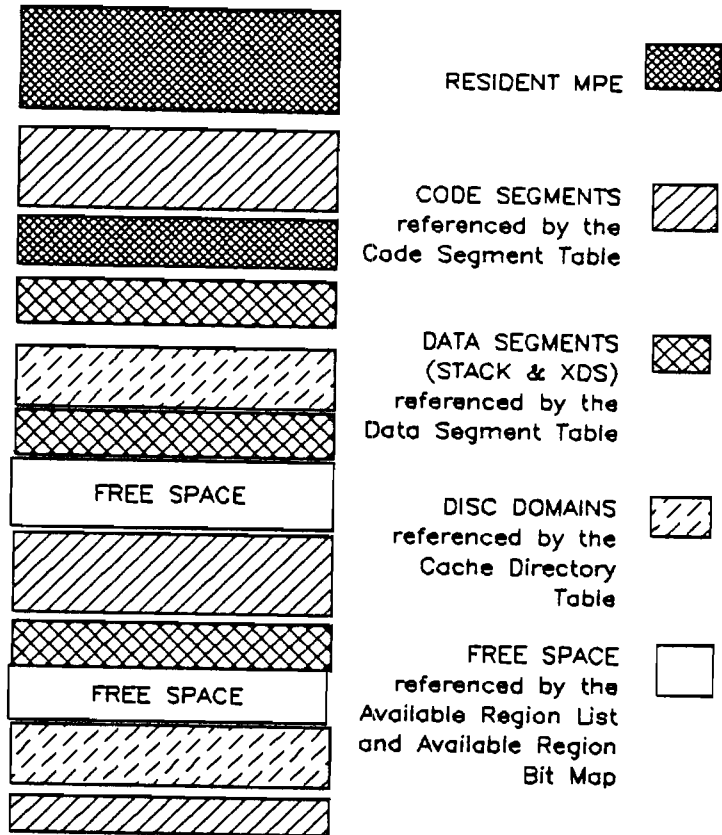 RESIDENT MPE
CODE SEGMENTS
referenced by the
Code Segment Table
DATA SEGMENTS
(STACK & XDS)
referenced by the
Data Segment Table
FREE SPACE
DISC DOMAINS
referenced by the
Cache Directory
Table
FREE SPACE
FREE SPACE
referenced by the
Available Region List
and Available Region
Bit Map